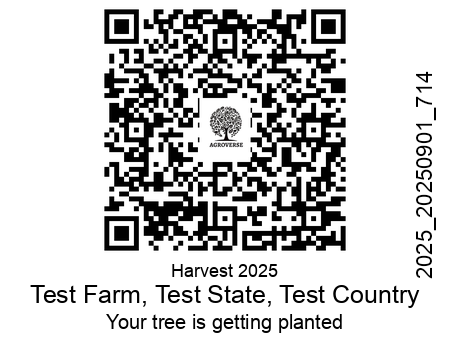 AGROVERSE
Harvest 2025
Test Farm, Test State, Test Country
Your tree is getting planted
2025_20250901_714